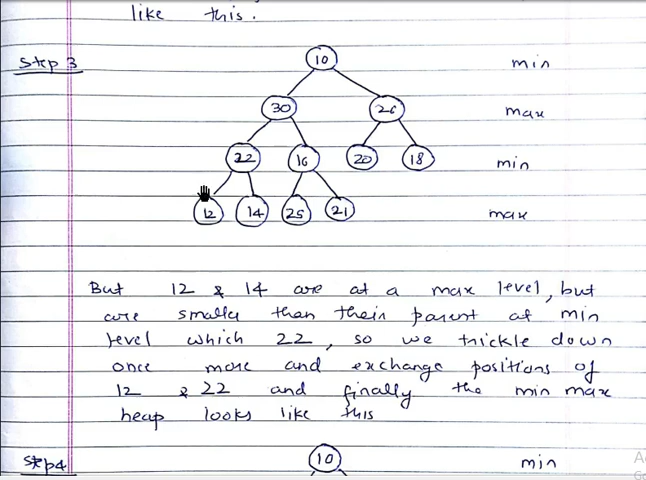 like this.
Step 3
10 min
30 26 max
22 16 20 18 min
12 14 25 21 max
But 12 & 14 are at a max level, but
are smaller than their parent at min
level which 22, so we trickle down
once more and exchange positions of
12 & 22 and finally the min max
heap looks like this
Step4
10 min